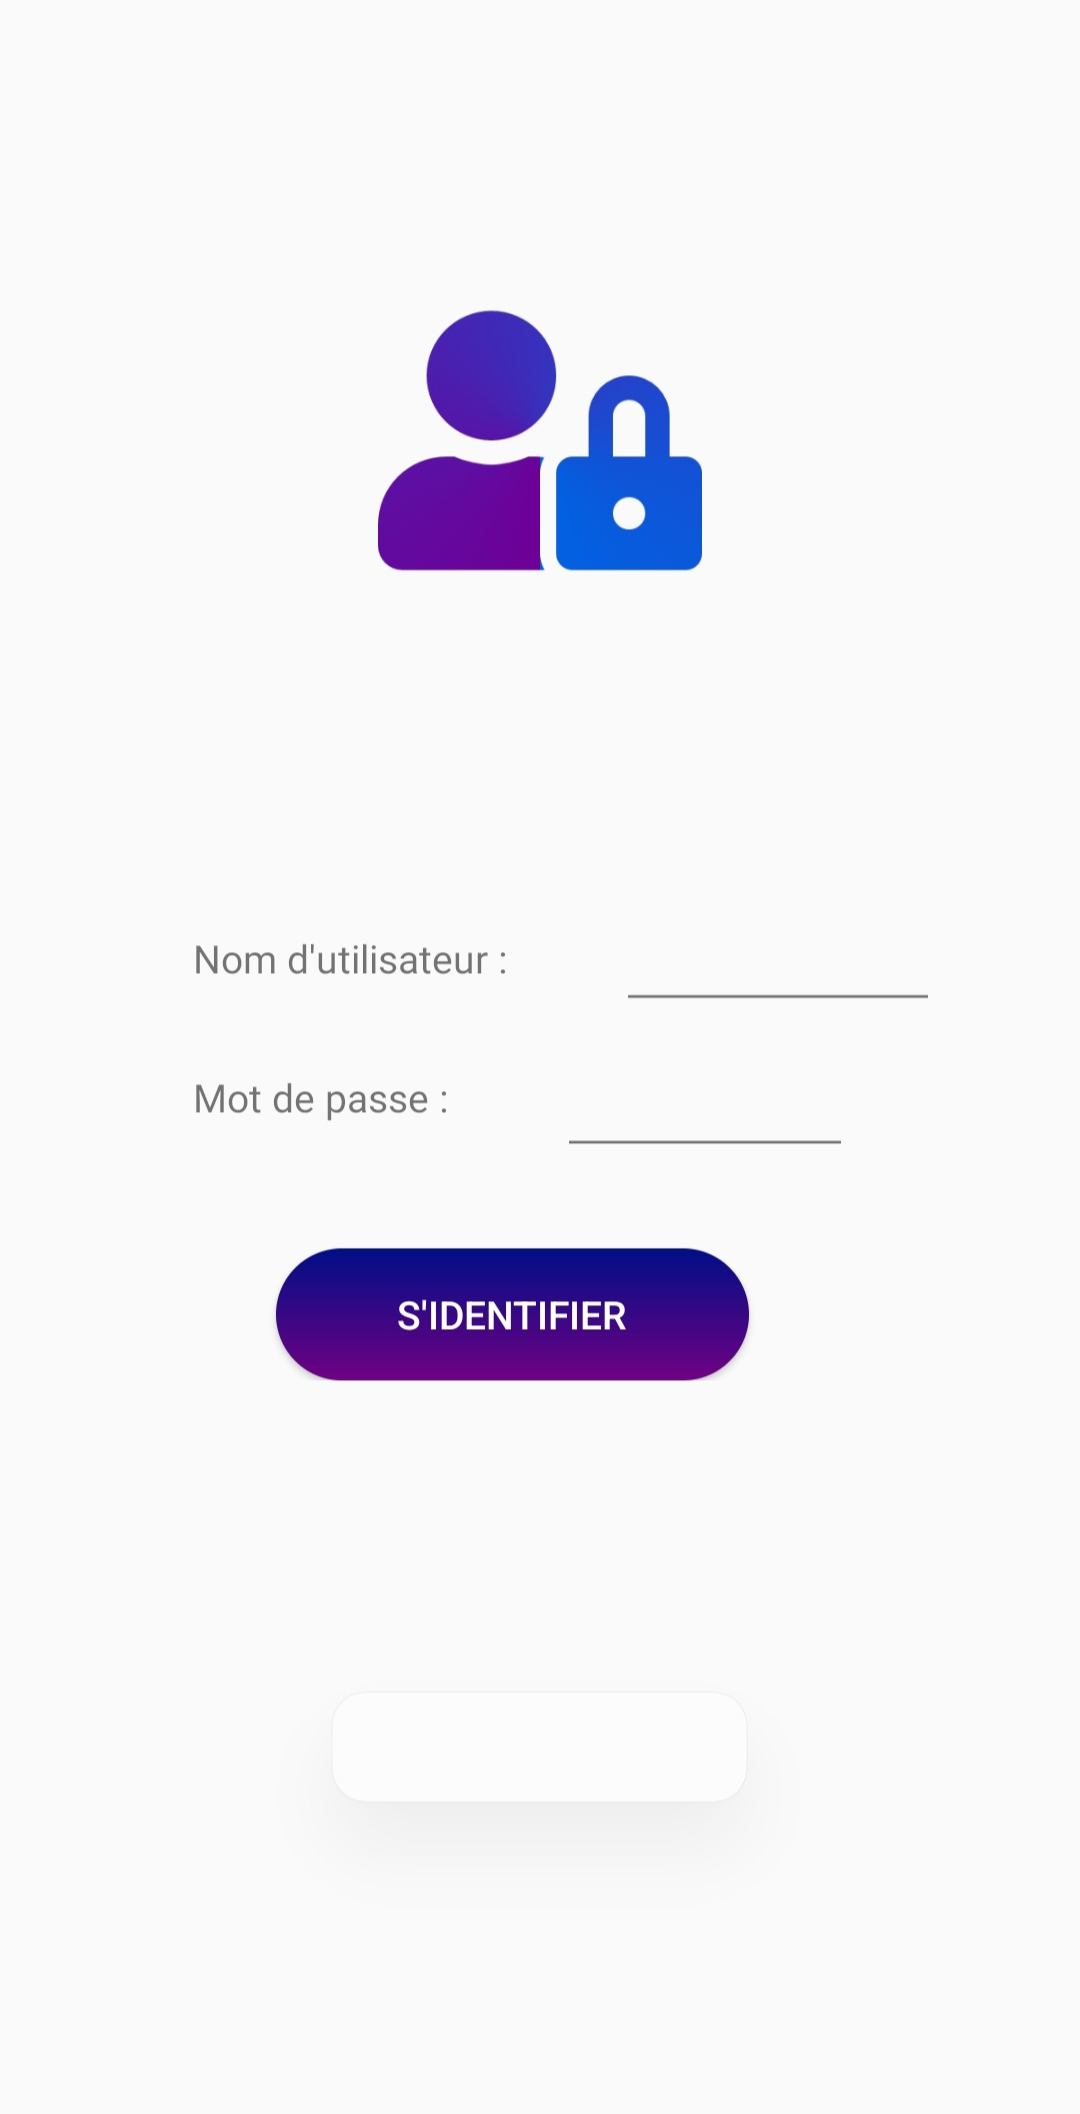 Nom d'utilisateur :
Mot de passe :
S'IDENTIFIER